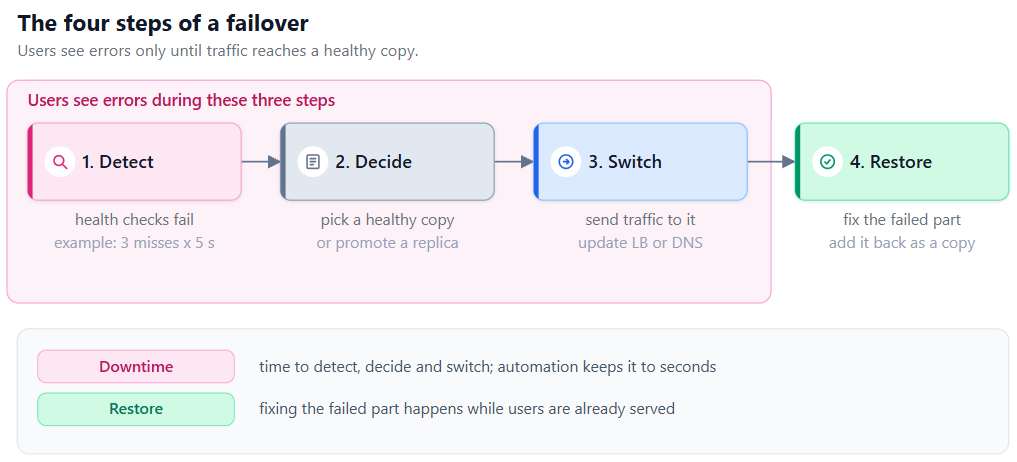 The four steps of a failover
Users see errors only until traffic reaches a healthy copy.
Users see errors during these three steps
1. Detect
health checks fail
example: 3 misses x 5 s
2. Decide
pick a healthy copy
or promote a replica
3. Switch
send traffic to it
update LB or DNS
4. Restore
fix the failed part
add it back as a copy
Downtime
time to detect, decide and switch; automation keeps it to seconds
Restore
fixing the failed part happens while users are already served